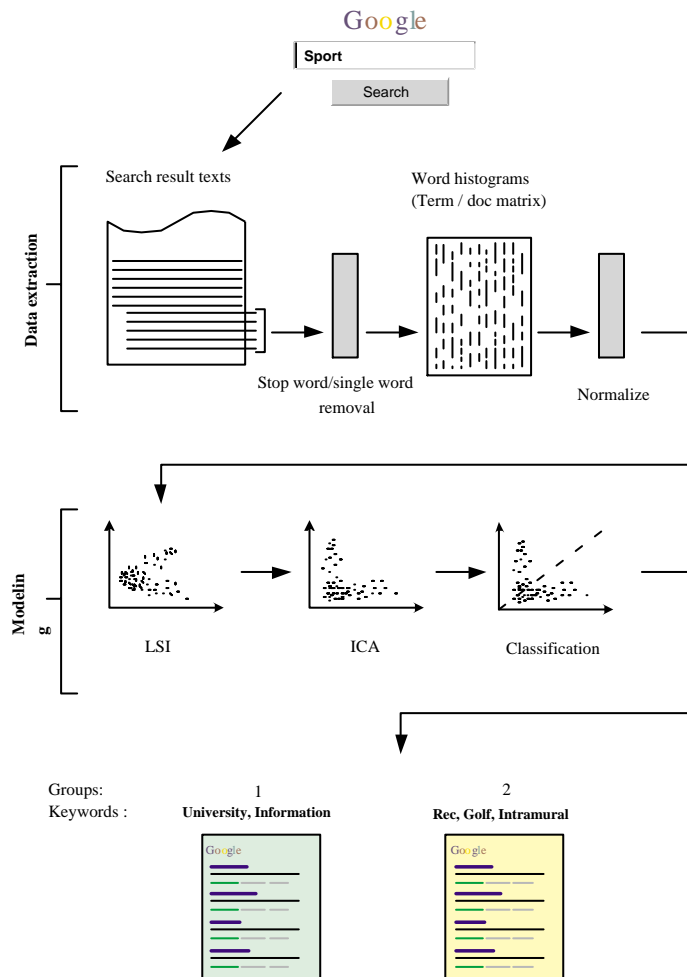 Google
Sport
Search
Search result texts
Word histograms
(Term / doc matrix)
Data extraction
Stop word/single word
removal
Normalize
Modelin
g
LSI
ICA
Classification
Groups:
1
2
Keywords :
University, Information
Rec, Golf, Intramural
Google
Google